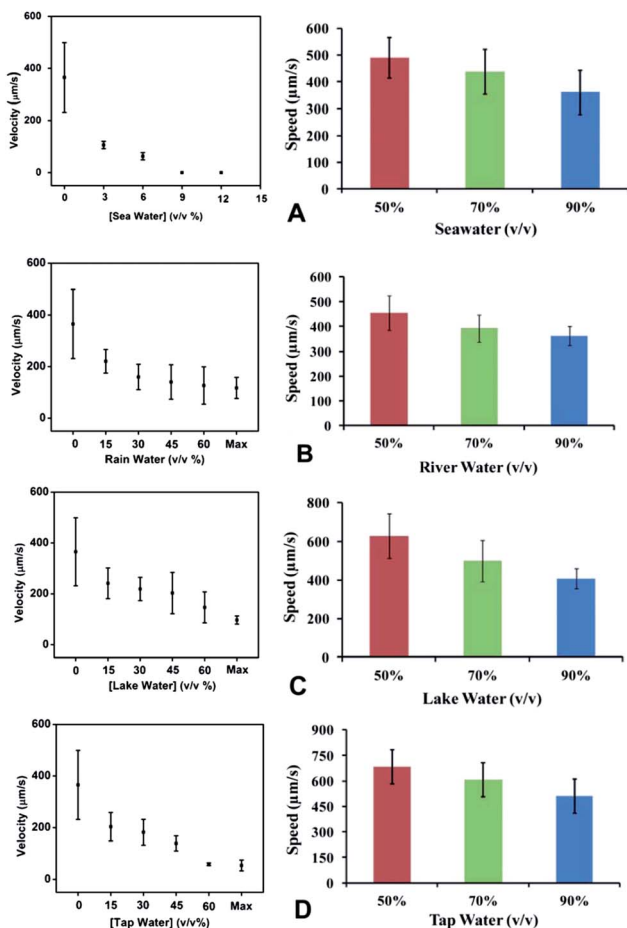 600
400
200
0
Velocity (µm/s)
0 3 6 9 12 15
[Sea Water] (v/v %)
A
600
500
400
300
200
100
0
Speed (µm/s)
50% 70% 90%
Seawater (v/v)
600
400
200
0
Velocity (µm/s)
0 15 30 45 60 Max
Rain Water (v/v %)
B
600
500
400
300
200
100
0
Speed (µm/s)
50% 70% 90%
River Water (v/v)
600
400
200
0
Velocity (µm/s)
0 15 30 45 60 Max
[Lake Water] (v/v %)
C
800
600
400
200
0
Speed (µm/s)
50% 70% 90%
Lake Water (v/v)
600
400
200
0
Velocity (µm/s)
0 15 30 45 60 Max
[Tap Water] (v/v%)
D
900
750
600
450
300
150
0
Speed (µm/s)
50% 70% 90%
Tap Water (v/v)